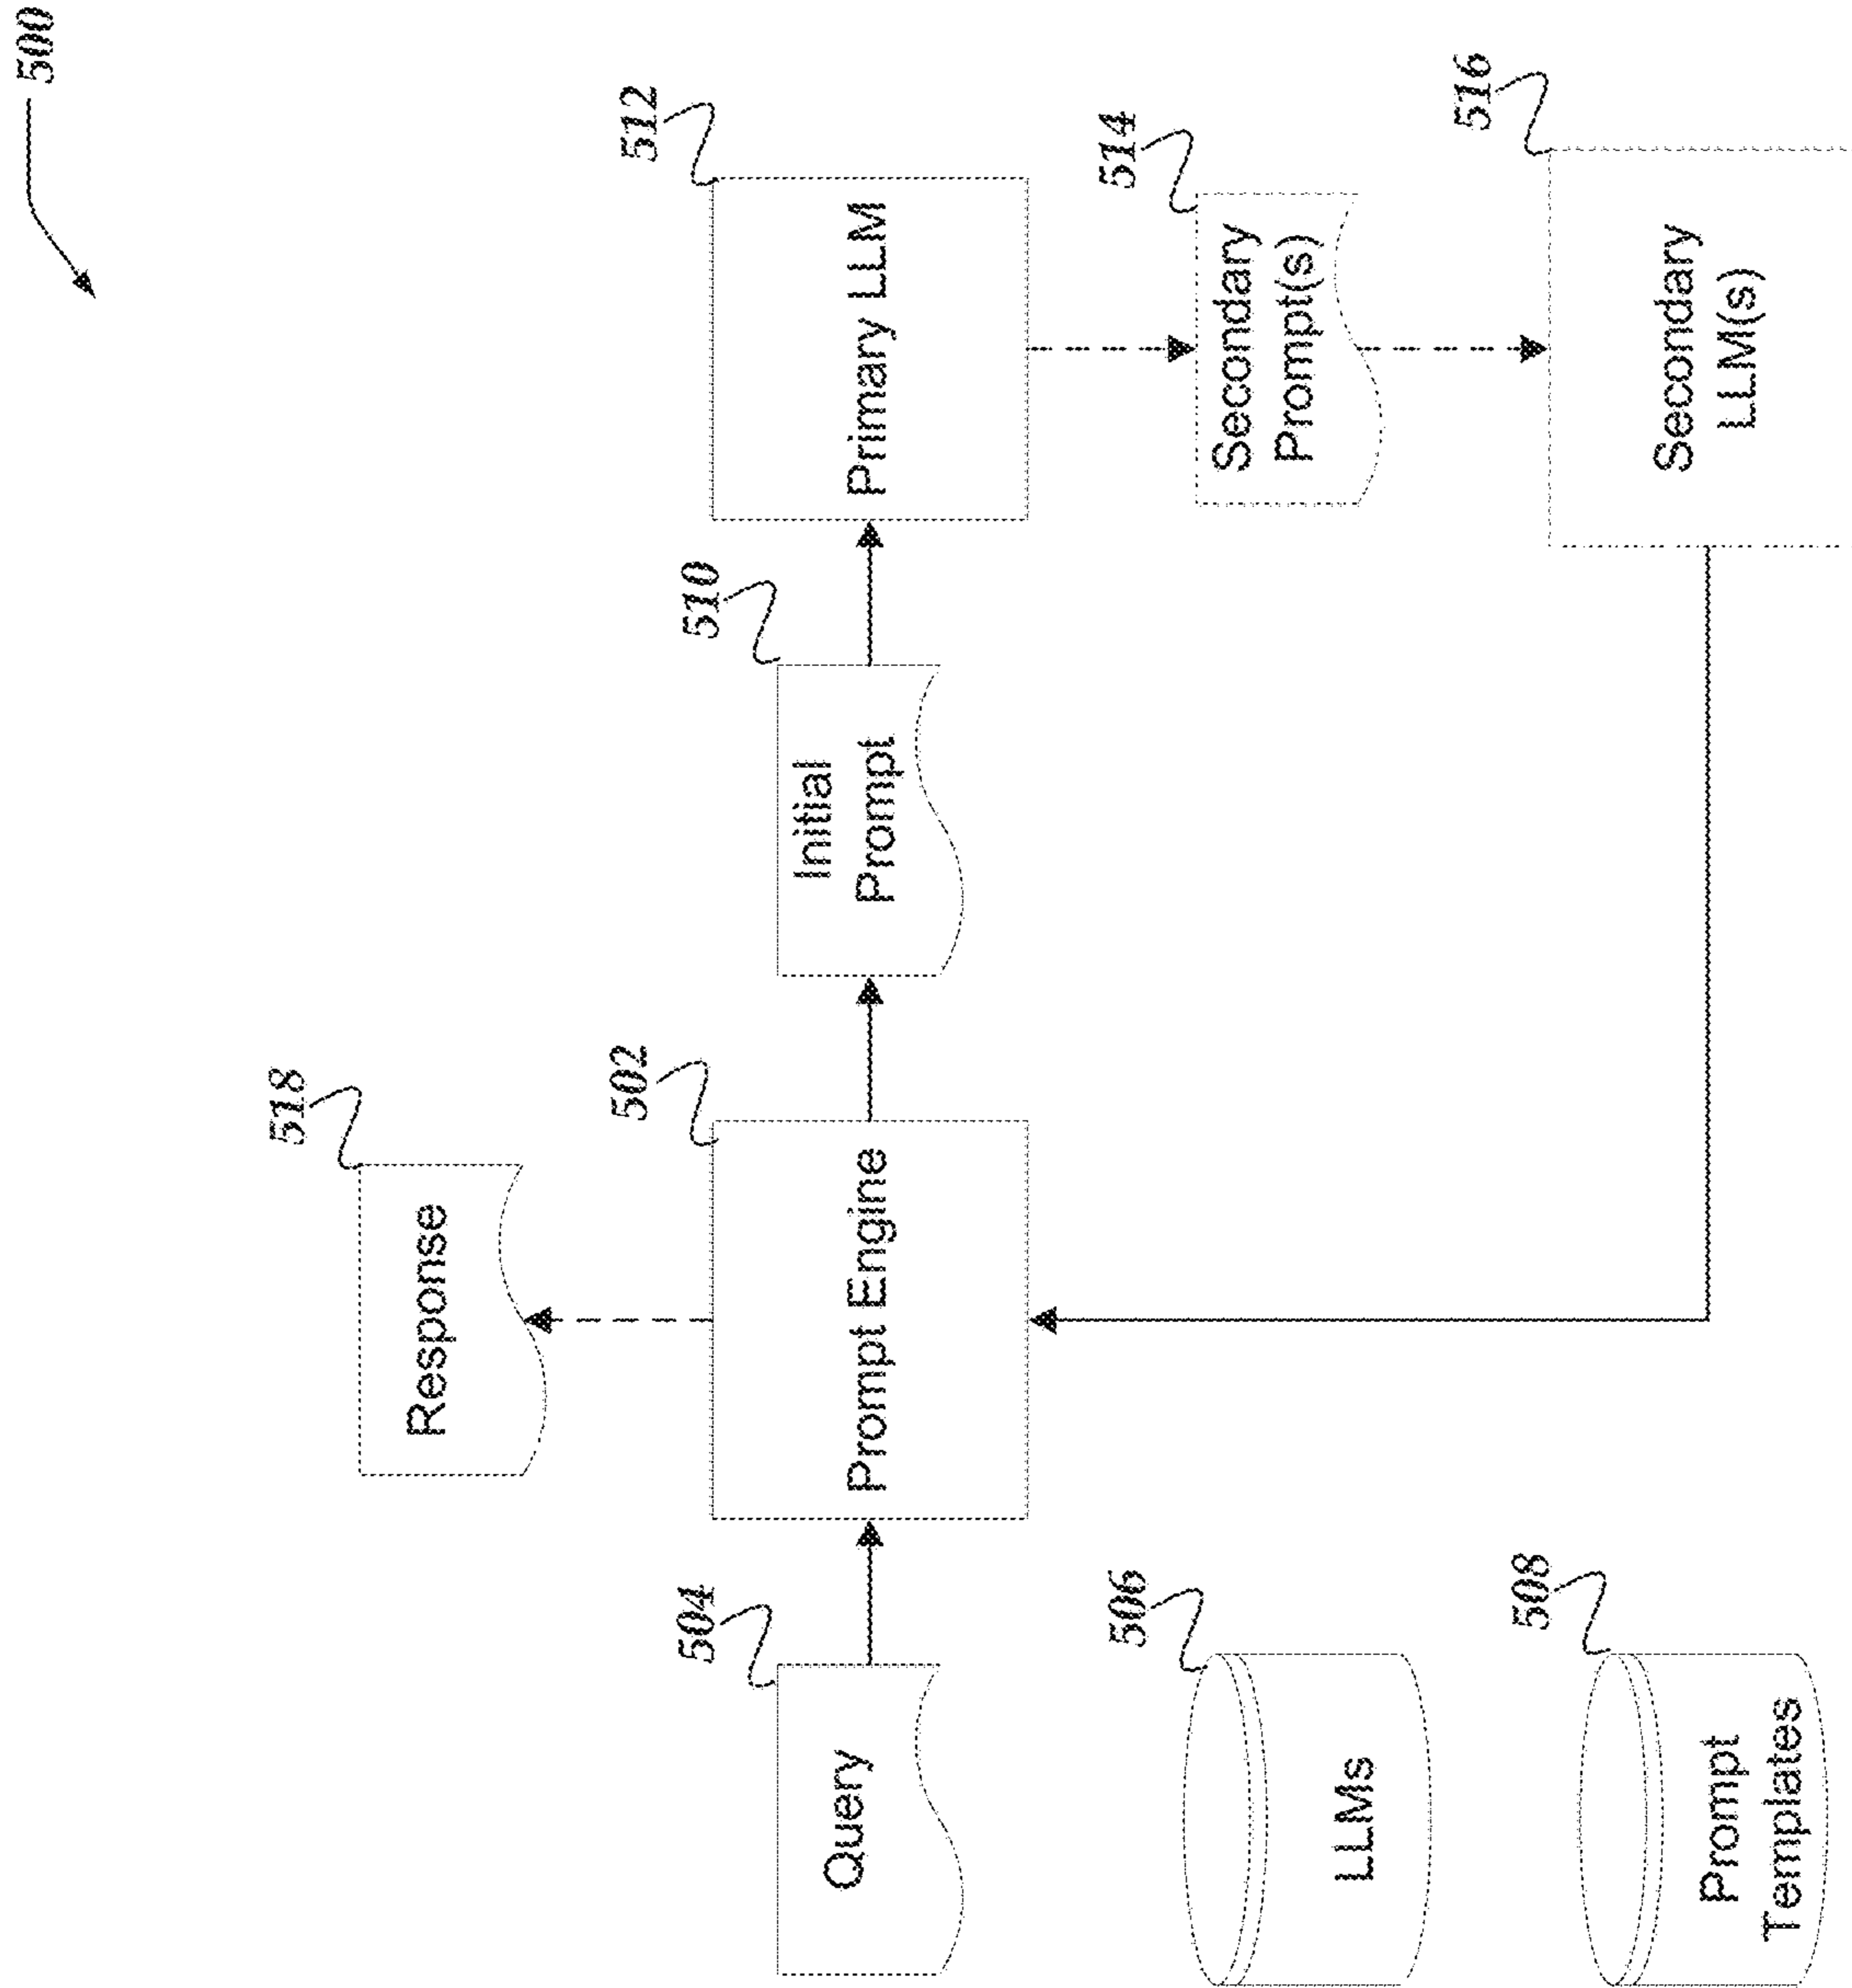 500
518
Response
504
Query
502
Prompt Engine
510
Initial
Prompt
512
Primary LLM
506
LLMs
514
Secondary
Prompt(s)
508
Prompt
Templates
516
Secondary
LLM(s)